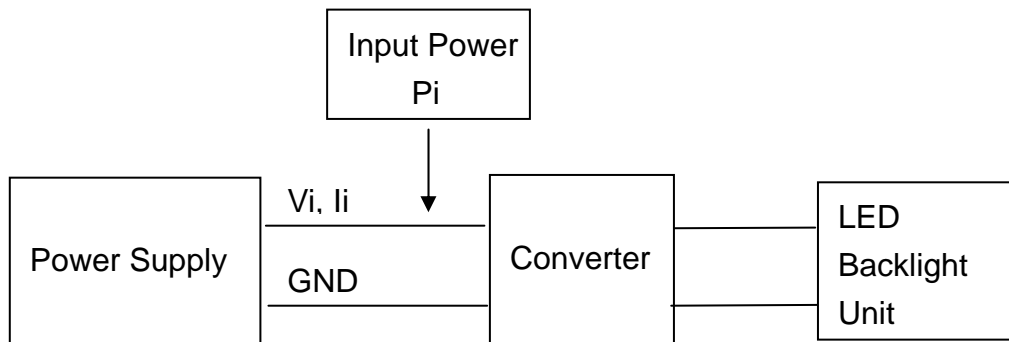 Input Power
Pi
Vi, Ii
Power Supply
GND
Converter
LED
Backlight
Unit